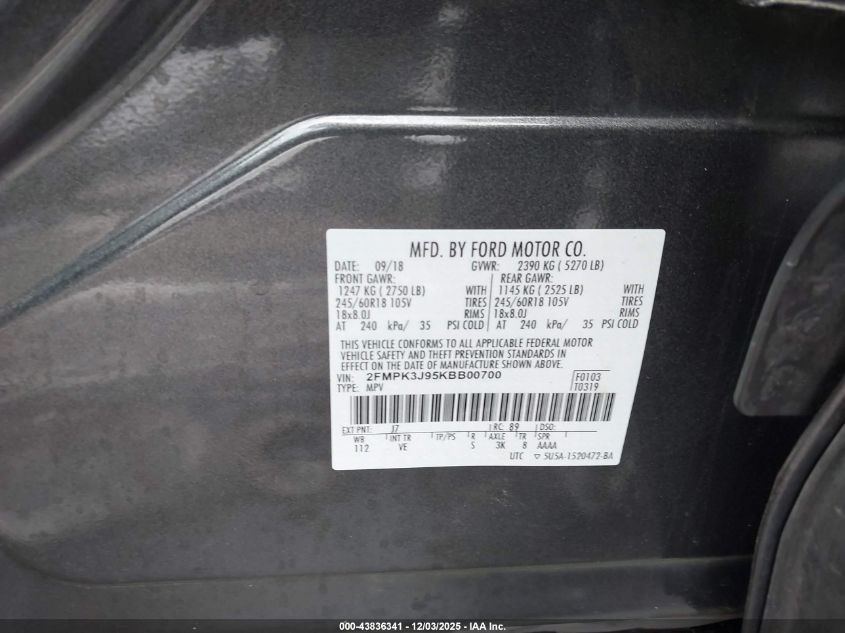 MFD. BY FORD MOTOR CO.
DATE: 09/18 GVWR: 2390 KG ( 5270 LB)
FRONT GAWR: REAR GAWR:
1247 KG ( 2750 LB) WITH 1145 KG ( 2525 LB) WITH
245/60R18 105V TIRES 245/60R18 105V TIRES
18x8.0J RIMS 18x8.0J RIMS
AT 240 kPa/ 35 PSI COLD AT 240 kPa/ 35 PSI COLD
THIS VEHICLE CONFORMS TO ALL APPLICABLE FEDERAL MOTOR
VEHICLE SAFETY AND THEFT PREVENTION STANDARDS IN
EFFECT ON THE DATE OF MANUFACTURE SHOWN ABOVE.
VIN: 2FMPK3J95KBB00700 F0103
TYPE: MPV T0319
EXT PNT: J7 RC: 89 DSO:
WB INT TR TP/PS R AXLE TR SPR
112 VE S 3K 8 AAAA
UTC ▽ 5U5A-1520472-BA
000-43836341 - 12/03/2025 - IAA Inc.